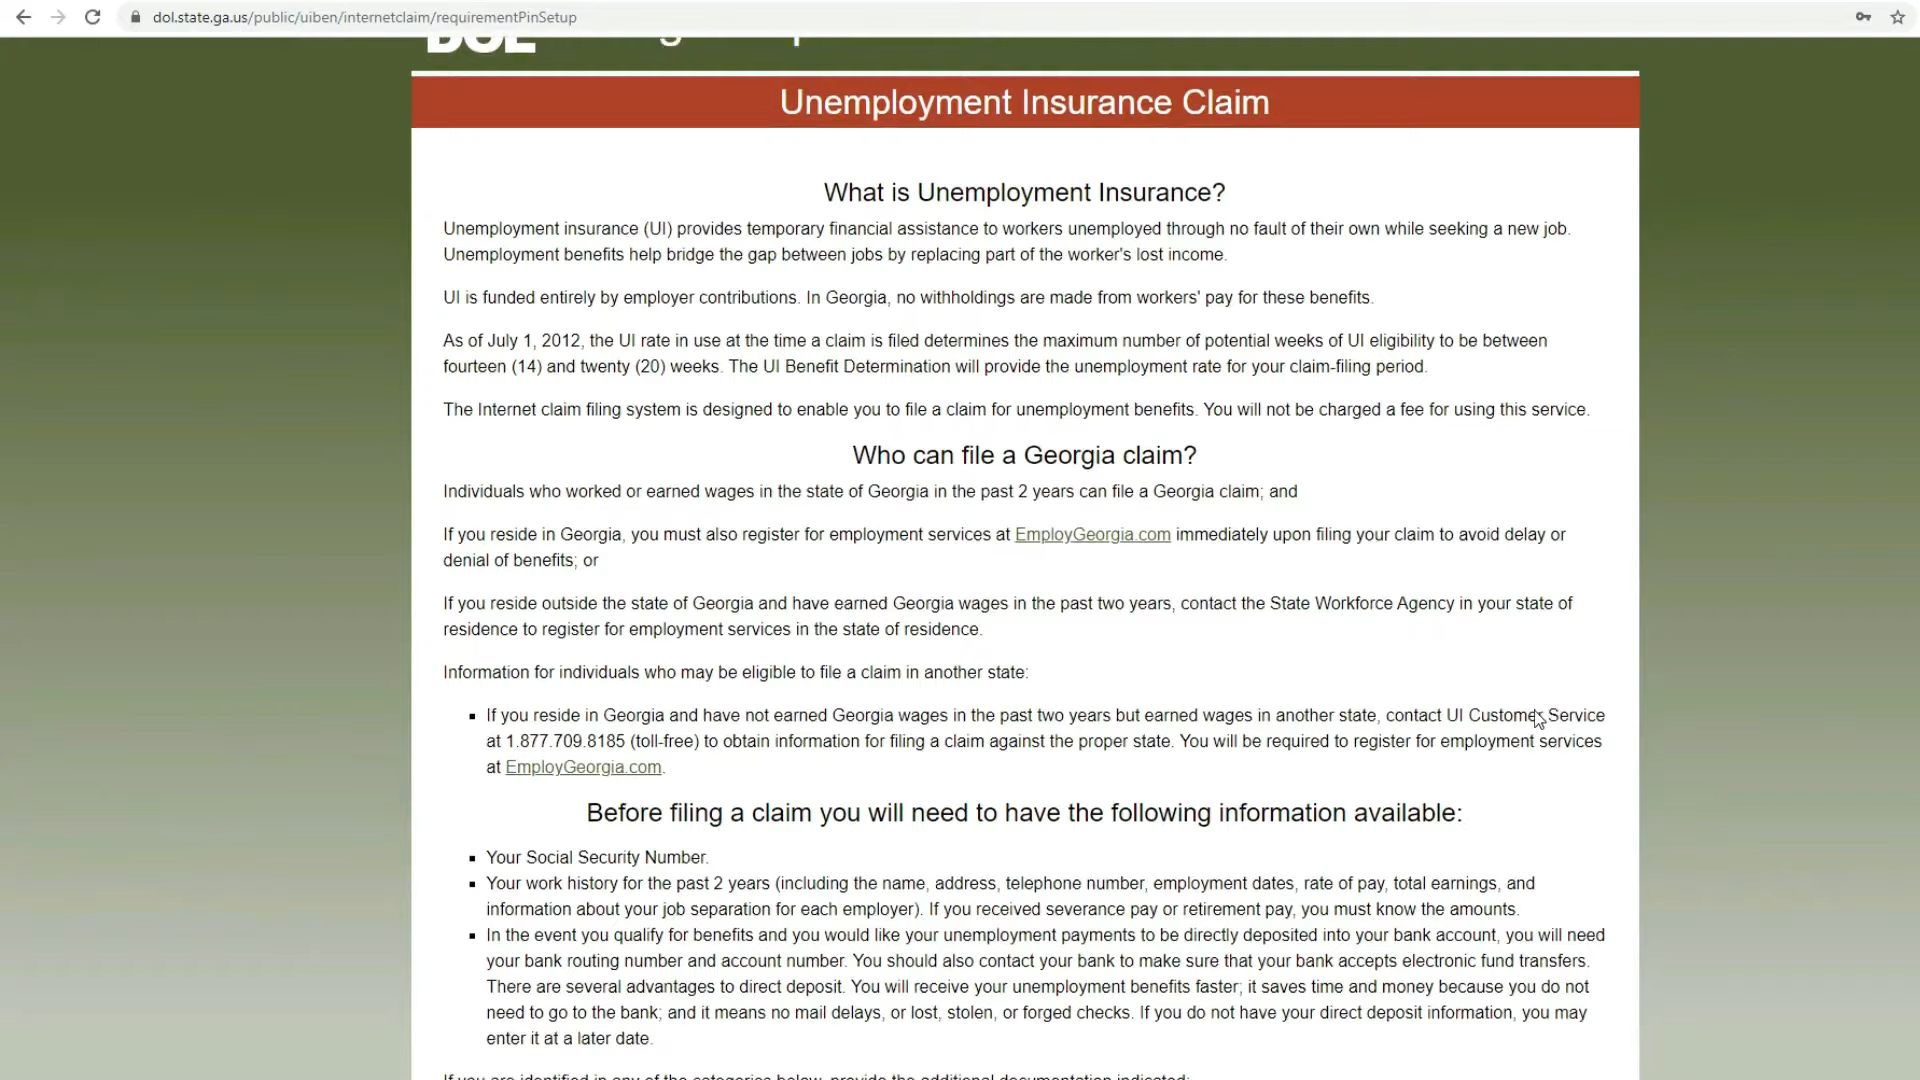 dol.state.ga.us/public/uiben/internetclaim/requirementPinSetup
DOL
Unemployment Insurance Claim
What is Unemployment Insurance?
Unemployment insurance (UI) provides temporary financial assistance to workers unemployed through no fault of their own while seeking a new job.
Unemployment benefits help bridge the gap between jobs by replacing part of the worker's lost income.
UI is funded entirely by employer contributions. In Georgia, no withholdings are made from workers' pay for these benefits.
As of July 1, 2012, the UI rate in use at the time a claim is filed determines the maximum number of potential weeks of UI eligibility to be between
fourteen (14) and twenty (20) weeks. The UI Benefit Determination will provide the unemployment rate for your claim-filing period.
The Internet claim filing system is designed to enable you to file a claim for unemployment benefits. You will not be charged a fee for using this service.
Who can file a Georgia claim?
Individuals who worked or earned wages in the state of Georgia in the past 2 years can file a Georgia claim; and
If you reside in Georgia, you must also register for employment services at EmployGeorgia.com immediately upon filing your claim to avoid delay or
denial of benefits; or
If you reside outside the state of Georgia and have earned Georgia wages in the past two years, contact the State Workforce Agency in your state of
residence to register for employment services in the state of residence.
Information for individuals who may be eligible to file a claim in another state:
If you reside in Georgia and have not earned Georgia wages in the past two years but earned wages in another state, contact UI Customer Service
at 1.877.709.8185 (toll-free) to obtain information for filing a claim against the proper state. You will be required to register for employment services
at EmployGeorgia.com.
Before filing a claim you will need to have the following information available:
Your Social Security Number.
Your work history for the past 2 years (including the name, address, telephone number, employment dates, rate of pay, total earnings, and
information about your job separation for each employer). If you received severance pay or retirement pay, you must know the amounts.
In the event you qualify for benefits and you would like your unemployment payments to be directly deposited into your bank account, you will need
your bank routing number and account number. You should also contact your bank to make sure that your bank accepts electronic fund transfers.
There are several advantages to direct deposit. You will receive your unemployment benefits faster; it saves time and money because you do not
need to go to the bank; and it means no mail delays, or lost, stolen, or forged checks. If you do not have your direct deposit information, you may
enter it at a later date.
If you are identified in any of the categories below, provide the additional documentation indicated: